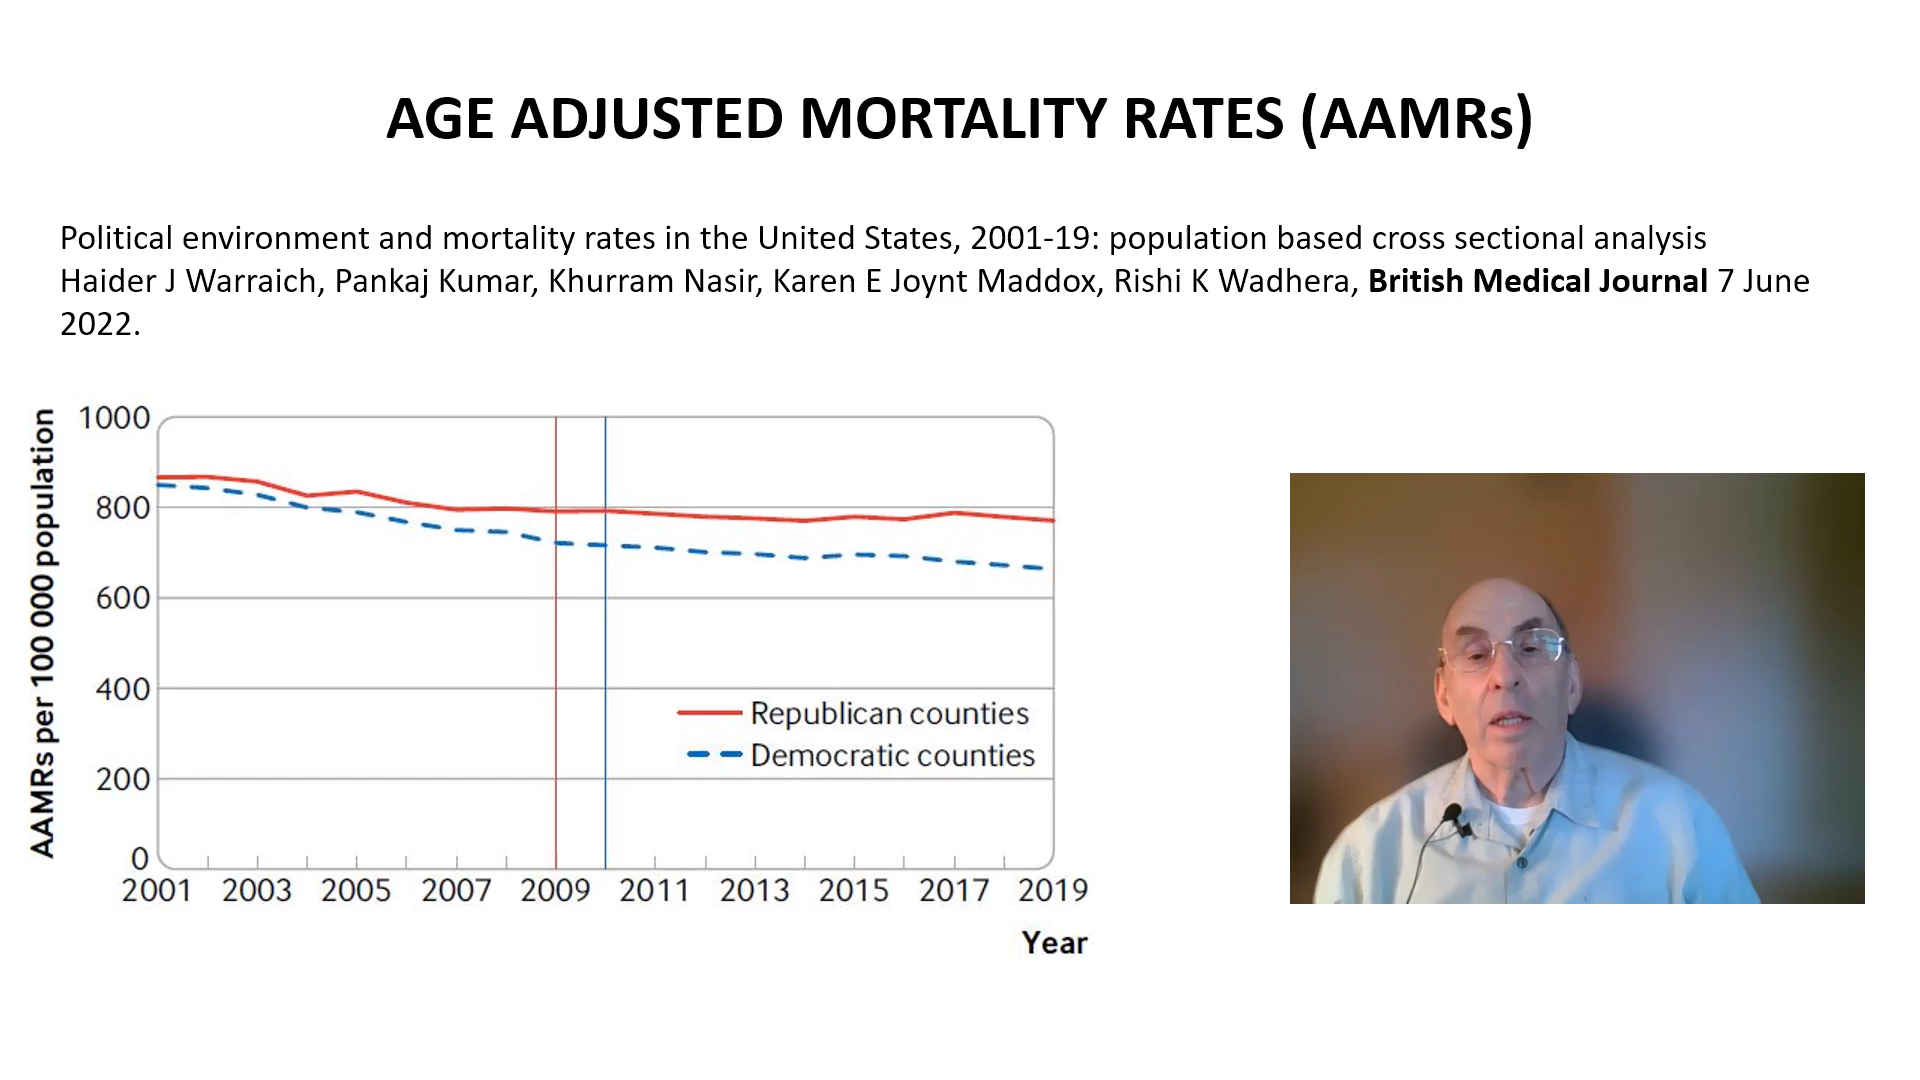 AGE ADJUSTED MORTALITY RATES (AAMRs)
Political environment and mortality rates in the United States, 2001-19: population based cross sectional analysis
Haider J Warraich, Pankaj Kumar, Khurram Nasir, Karen E Joynt Maddox, Rishi K Wadhera, British Medical Journal 7 June
2022.
AAMRs per 100 000 population
1000
800
600
400
200
0
Republican counties
Democratic counties
2001 2003 2005 2007 2009 2011 2013 2015 2017 2019
Year